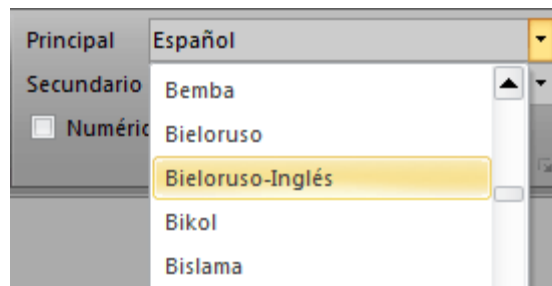 Principal Español
Secundario
Bemba
Numéric
Bieloruso
Bieloruso-Inglés
Bikol
Bislama